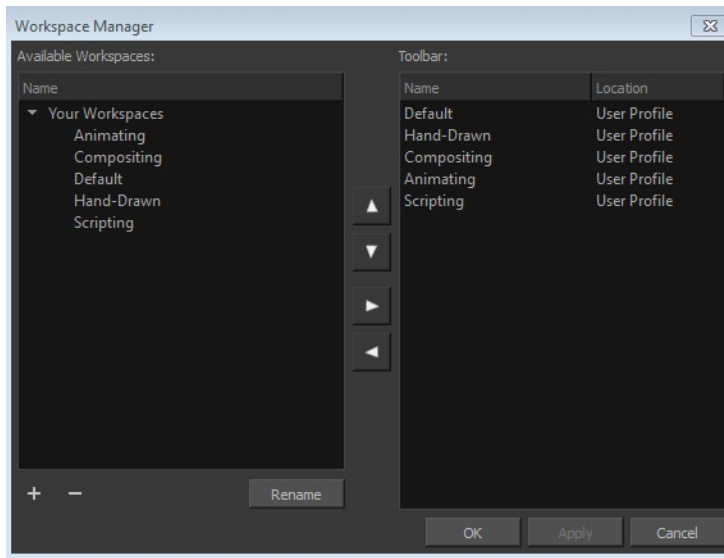 Workspace Manager
Available Workspaces:
Name
Your Workspaces
Animating
Compositing
Default
Hand-Drawn
Scripting
Rename
Toolbar:
Name Location
Default User Profile
Hand-Drawn User Profile
Compositing User Profile
Animating User Profile
Scripting User Profile
OK Apply Cancel